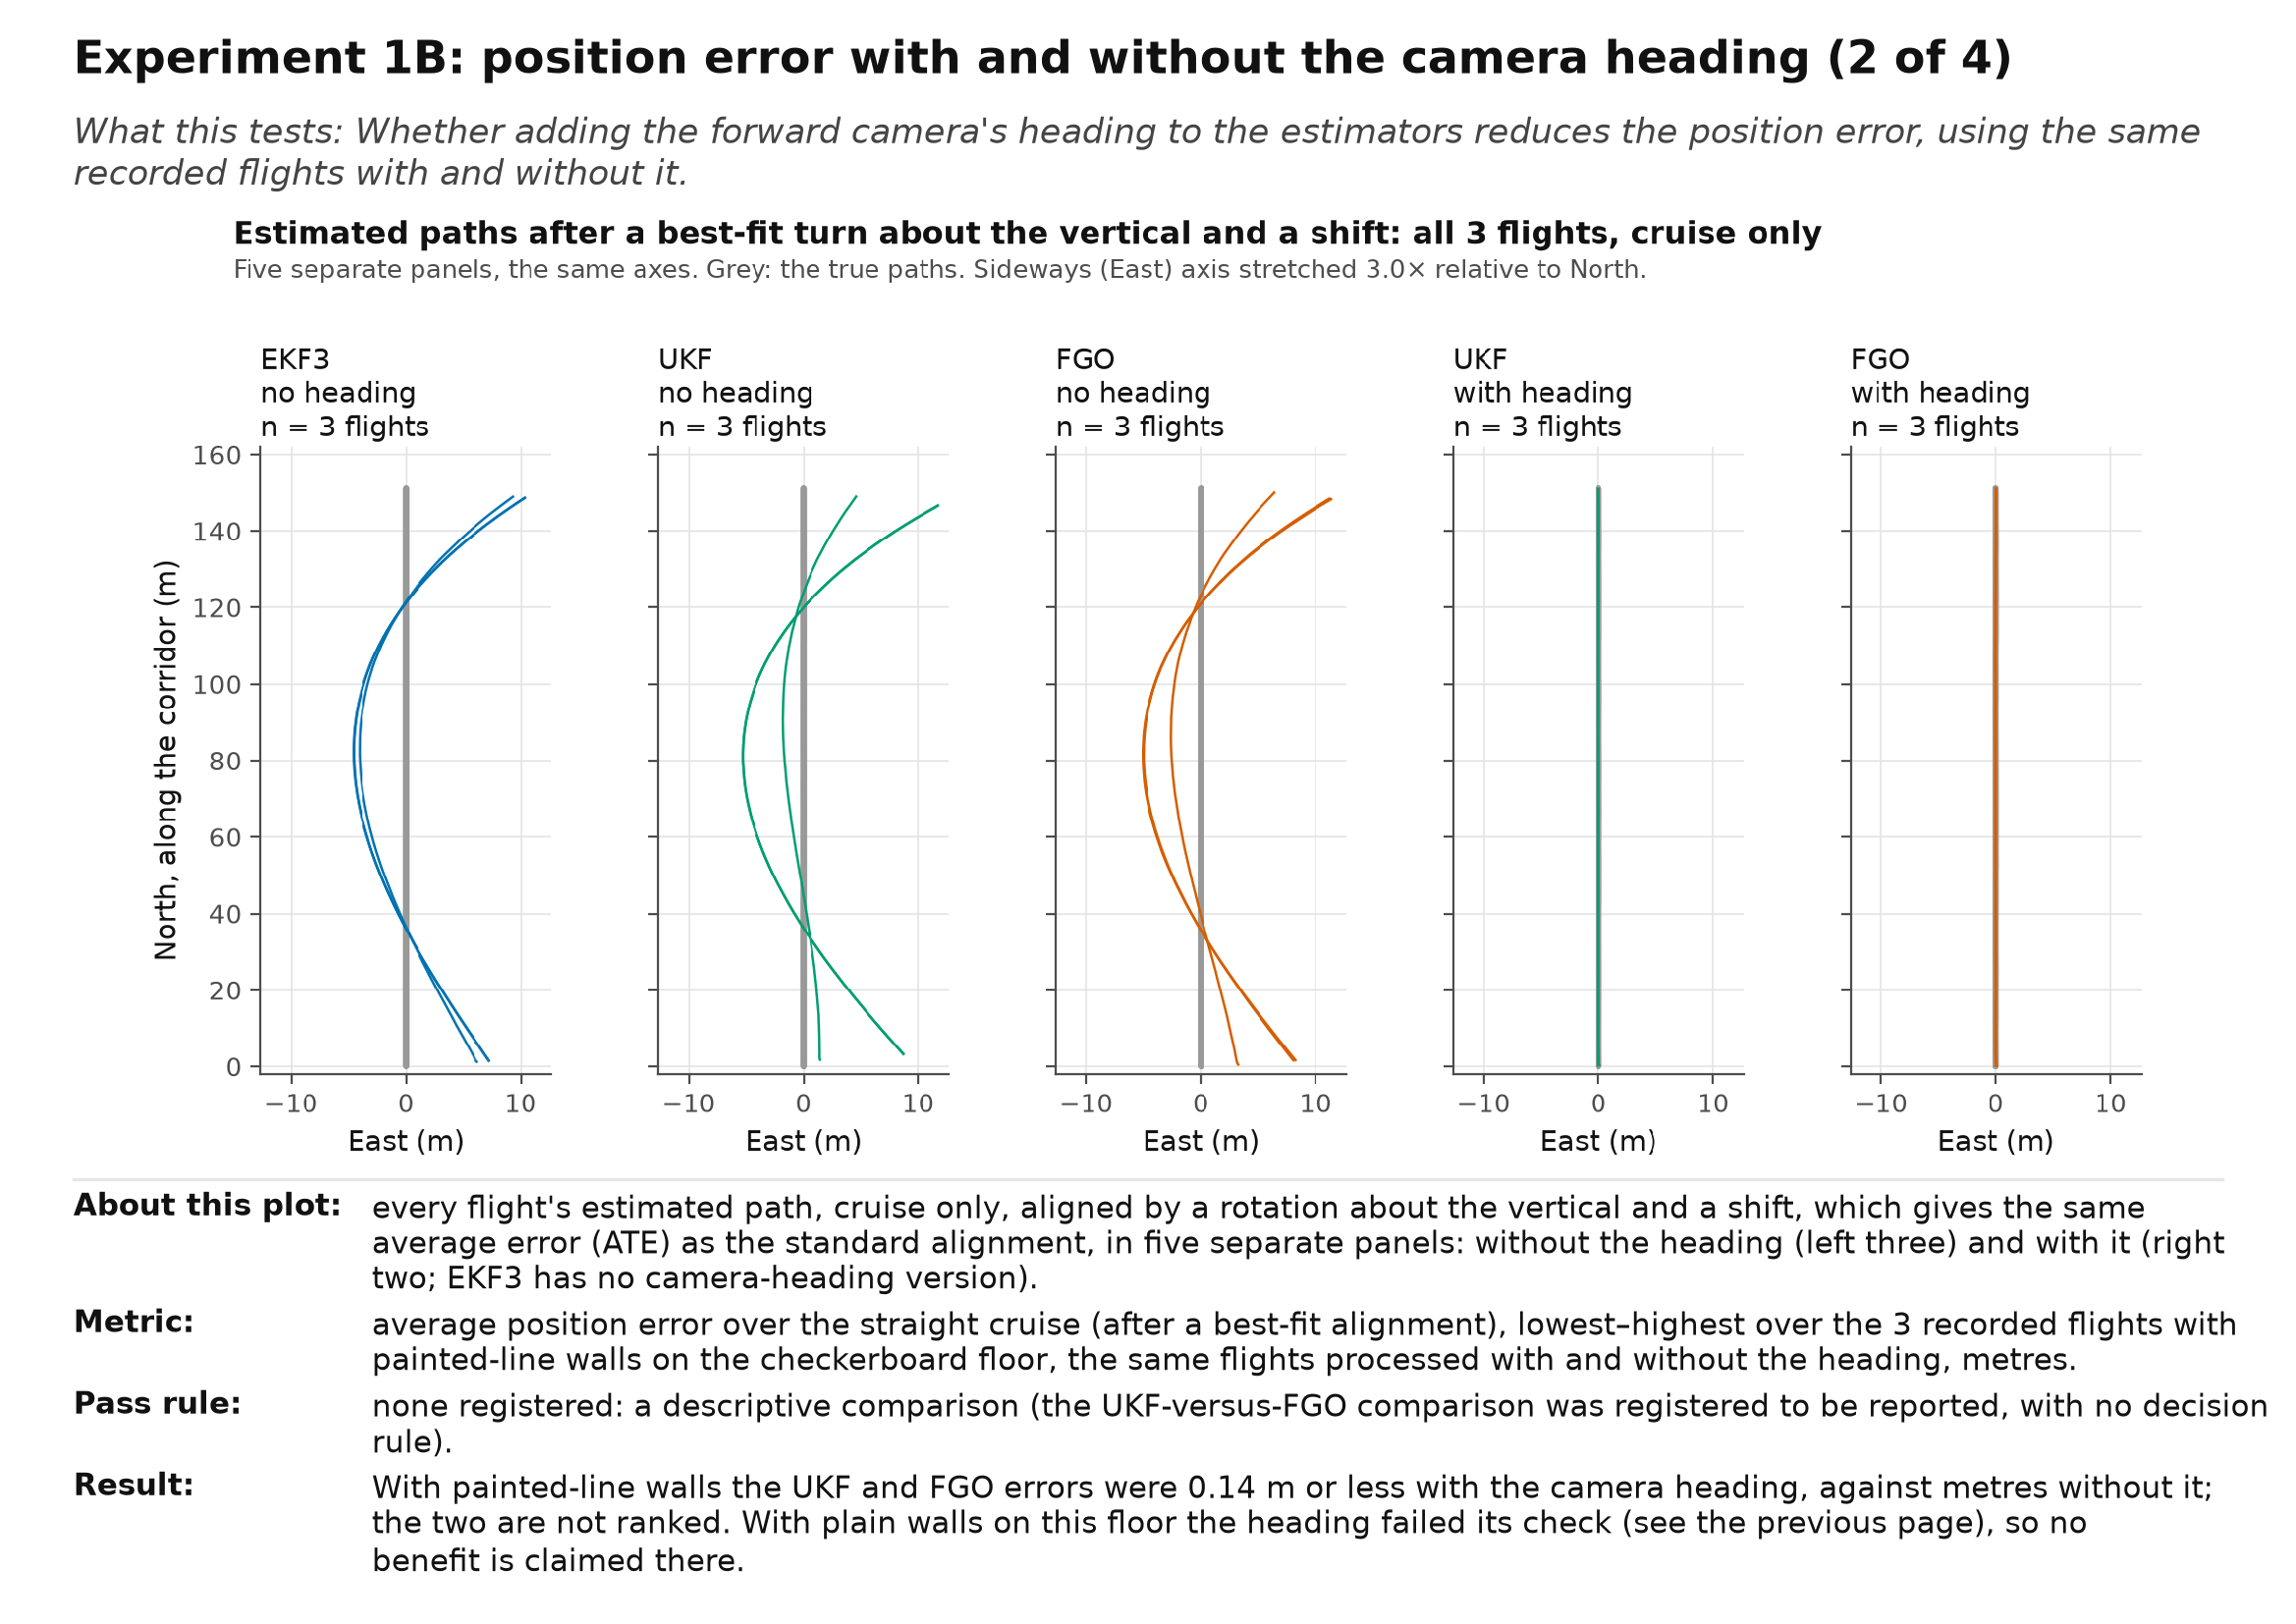 Experiment 1B: position error with and without the camera heading (2 of 4)
What this tests: Whether adding the forward camera's heading to the estimators reduces the position error, using the same
recorded flights with and without it.
Estimated paths after a best-fit turn about the vertical and a shift: all 3 flights, cruise only
Five separate panels, the same axes. Grey: the true paths. Sideways (East) axis stretched 3.0× relative to North.
EKF3
no heading
n = 3 flights
UKF
no heading
n = 3 flights
FGO
no heading
n = 3 flights
UKF
with heading
n = 3 flights
FGO
with heading
n = 3 flights
North, along the corridor (m)
160
140
120
100
80
60
40
20
0
−10 0 10
−10 0 10
−10 0 10
−10 0 10
−10 0 10
East (m)
East (m)
East (m)
East (m)
East (m)
About this plot: every flight's estimated path, cruise only, aligned by a rotation about the vertical and a shift, which gives the same
average error (ATE) as the standard alignment, in five separate panels: without the heading (left three) and with it (right
two; EKF3 has no camera-heading version).
Metric: average position error over the straight cruise (after a best-fit alignment), lowest–highest over the 3 recorded flights with
painted-line walls on the checkerboard floor, the same flights processed with and without the heading, metres.
Pass rule: none registered: a descriptive comparison (the UKF-versus-FGO comparison was registered to be reported, with no decision
rule).
Result: With painted-line walls the UKF and FGO errors were 0.14 m or less with the camera heading, against metres without it;
the two are not ranked. With plain walls on this floor the heading failed its check (see the previous page), so no
benefit is claimed there.